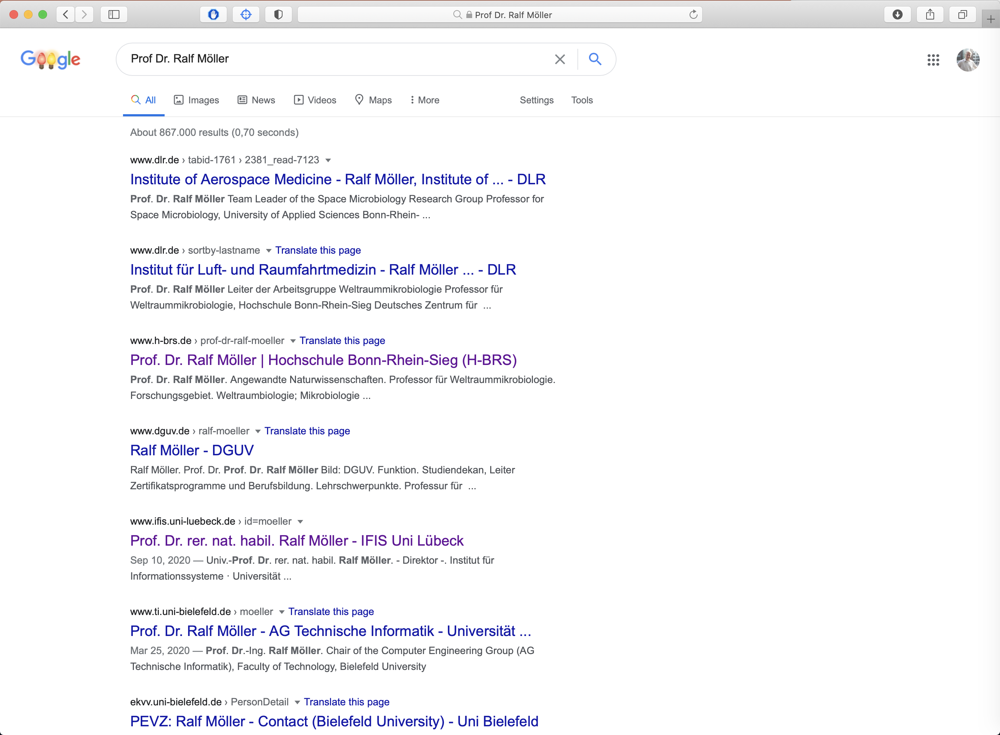 Prof Dr. Ralf Möller
Google
Prof Dr. Ralf Möller
All Images News Videos Maps More Settings Tools
About 867.000 results (0,70 seconds)
www.dlr.de › tabid-1761 › 2381_read-7123
Institute of Aerospace Medicine - Ralf Möller, Institute of ... - DLR
Prof. Dr. Ralf Möller Team Leader of the Space Microbiology Research Group Professor for
Space Microbiology, University of Applied Sciences Bonn-Rhein- ...
www.dlr.de › sortby-lastname Translate this page
Institut für Luft- und Raumfahrtmedizin - Ralf Möller ... - DLR
Prof. Dr. Ralf Möller Leiter der Arbeitsgruppe Weltraummikrobiologie Professor für
Weltraummikrobiologie, Hochschule Bonn-Rhein-Sieg Deutsches Zentrum für ...
www.h-brs.de › prof-dr-ralf-moeller Translate this page
Prof. Dr. Ralf Möller | Hochschule Bonn-Rhein-Sieg (H-BRS)
Prof. Dr. Ralf Möller. Angewandte Naturwissenschaften. Professor für Weltraummikrobiologie.
Forschungsgebiet. Weltraumbiologie; Mikrobiologie ...
www.dguv.de › ralf-moeller Translate this page
Ralf Möller - DGUV
Ralf Möller. Prof. Dr. Prof. Dr. Ralf Möller Bild: DGUV. Funktion. Studiendekan, Leiter
Zertifikatsprogramme und Berufsbildung. Lehrschwerpunkte. Professur für ...
www.ifis.uni-luebeck.de › id=moeller
Prof. Dr. rer. nat. habil. Ralf Möller - IFIS Uni Lübeck
Sep 10, 2020 — Univ.-Prof. Dr. rer. nat. habil. Ralf Möller. - Direktor -. Institut für
Informationssysteme · Universität ...
www.ti.uni-bielefeld.de › moeller Translate this page
Prof. Dr. Ralf Möller - AG Technische Informatik - Universität ...
Mar 25, 2020 — Prof. Dr.-Ing. Ralf Möller. Chair of the Computer Engineering Group (AG
Technische Informatik), Faculty of Technology, Bielefeld University
ekvv.uni-bielefeld.de › PersonDetail Translate this page
PEVZ: Ralf Möller - Contact (Bielefeld University) - Uni Bielefeld